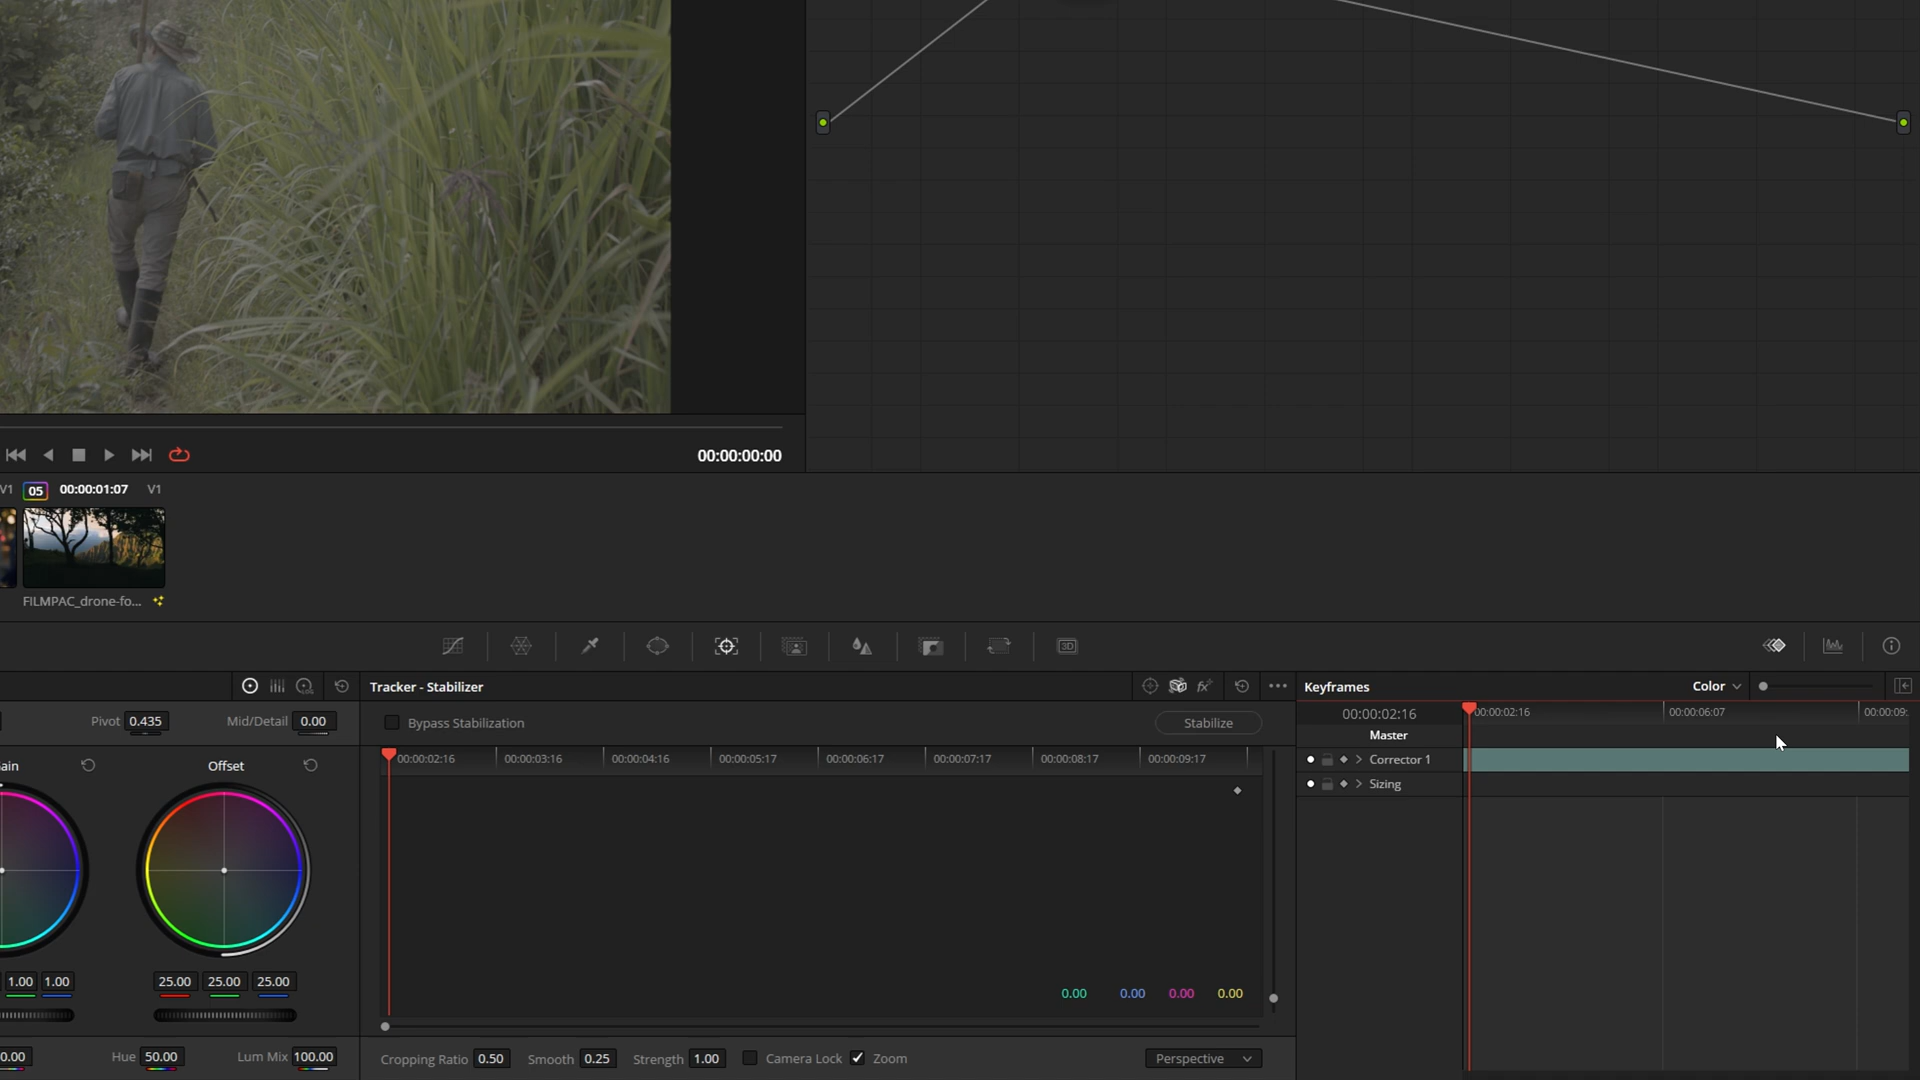 00:00:00:00
V1 05 00:00:01:07 V1
FILMPAC_drone-fo...
3D
Tracker - Stabilizer
Keyframes
Color
Pivot 0.435 Mid/Detail 0.00
Bypass Stabilization
Stabilize
00:00:02:16
00:00:02:16 00:00:06:07 00:00:09:
Master
Corrector 1
Sizing
ain
Offset
00:00:02:16 00:00:03:16 00:00:04:16 00:00:05:17 00:00:06:17 00:00:07:17 00:00:08:17 00:00:09:17
1.00 1.00
25.00 25.00 25.00
0.00 0.00 0.00 0.00
0.00 Hue 50.00 Lum Mix 100.00
Cropping Ratio 0.50 Smooth 0.25 Strength 1.00 Camera Lock Zoom
Perspective